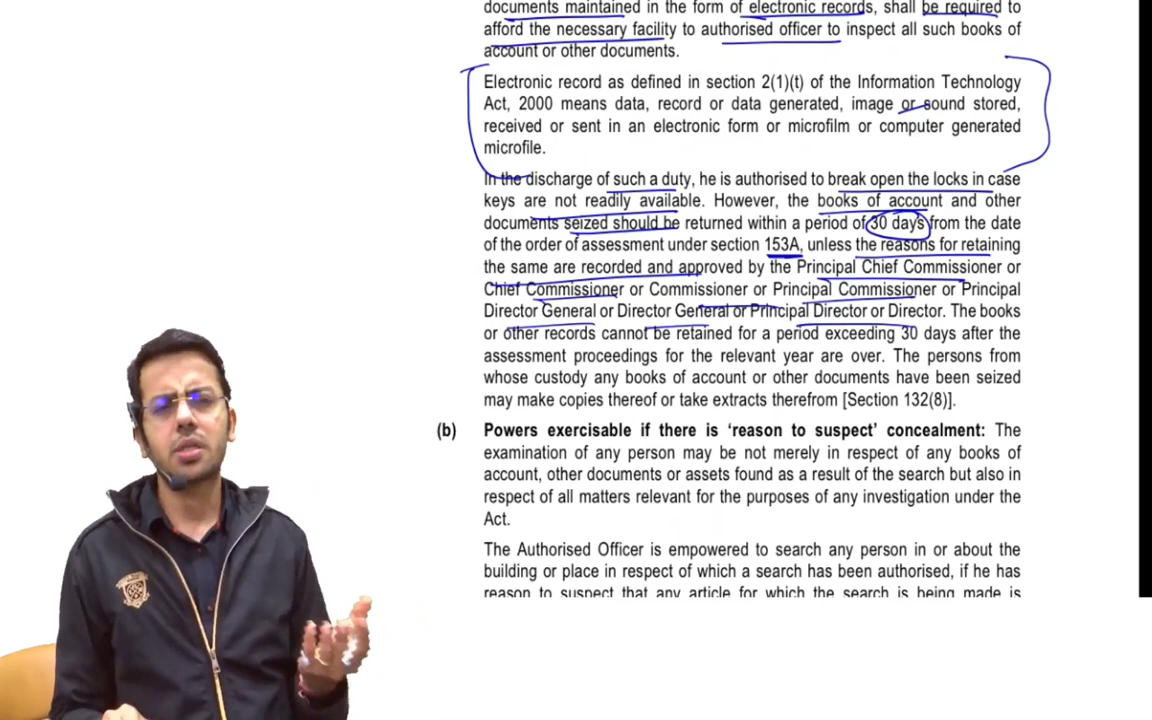 documents maintained in the form of electronic records, shall be required to
afford the necessary facility to authorised officer to inspect all such books of
account or other documents.
Electronic record as defined in section 2(1)(t) of the Information Technology
Act, 2000 means data, record or data generated, image or sound stored,
received or sent in an electronic form or microfilm or computer generated
microfile.
In the discharge of such a duty, he is authorised to break open the locks in case
keys are not readily available. However, the books of account and other
documents seized should be returned within a period of 30 days from the date
of the order of assessment under section 153A, unless the reasons for retaining
the same are recorded and approved by the Principal Chief Commissioner or
Chief Commissioner or Commissioner or Principal Commissioner or Principal
Director General or Director General or Principal Director or Director. The books
or other records cannot be retained for a period exceeding 30 days after the
assessment proceedings for the relevant year are over. The persons from
whose custody any books of account or other documents have been seized
may make copies thereof or take extracts therefrom [Section 132(8)].
(b) Powers exercisable if there is ‘reason to suspect’ concealment: The
examination of any person may be not merely in respect of any books of
account, other documents or assets found as a result of the search but also in
respect of all matters relevant for the purposes of any investigation under the
Act.
The Authorised Officer is empowered to search any person in or about the
building or place in respect of which a search has been authorised, if he has
reason to suspect that any article for which the search is being made is